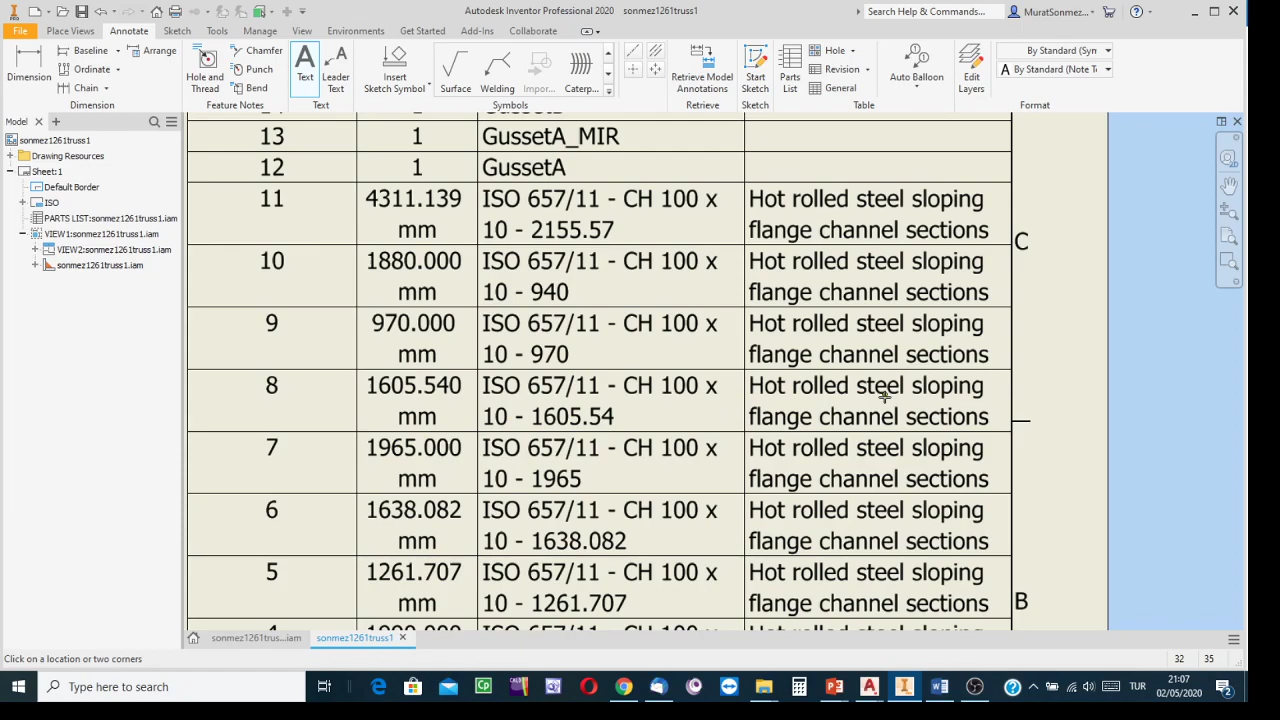 PRO
Autodesk Inventor Professional 2020 sonmez1261truss1
Search Help & Commands...
MuratSonmez...
File
Place Views
Annotate
Sketch
Tools
Manage
View
Environments
Get Started
Add-Ins
Collaborate
Dimension
Baseline
Arrange
Ordinate
Chain
Dimension
Hole and
Thread
Chamfer
Punch
Bend
Feature Notes
Text
Leader
Text
Text
Insert
Sketch Symbol
Surface
Welding
Impor...
Caterp...
Symbols
Retrieve Model
Annotations
Retrieve
Start
Sketch
Sketch
Parts
List
Hole
Revision
General
Table
Auto Balloon
Edit
Layers
By Standard (Syn
By Standard (Note T
Format
Model
sonmez1261truss1
Drawing Resources
Sheet:1
Default Border
ISO
PARTS LIST:sonmez1261truss1.iam
VIEW1:sonmez1261truss1.iam
VIEW2:sonmez1261truss1.iam
sonmez1261truss1.iam
13 1 GussetA_MIR
12 1 GussetA
11 4311.139 ISO 657/11 - CH 100 x Hot rolled steel sloping
mm 10 - 2155.57 flange channel sections
C
10 1880.000 ISO 657/11 - CH 100 x Hot rolled steel sloping
mm 10 - 940 flange channel sections
9 970.000 ISO 657/11 - CH 100 x Hot rolled steel sloping
mm 10 - 970 flange channel sections
8 1605.540 ISO 657/11 - CH 100 x Hot rolled steel sloping
mm 10 - 1605.54 flange channel sections
7 1965.000 ISO 657/11 - CH 100 x Hot rolled steel sloping
mm 10 - 1965 flange channel sections
6 1638.082 ISO 657/11 - CH 100 x Hot rolled steel sloping
mm 10 - 1638.082 flange channel sections
5 1261.707 ISO 657/11 - CH 100 x Hot rolled steel sloping
mm 10 - 1261.707 flange channel sections
B
sonmez1261trus....iam
sonmez1261truss1
Click on a location or two corners
32 35
Type here to search
TUR
21:07
02/05/2020
2